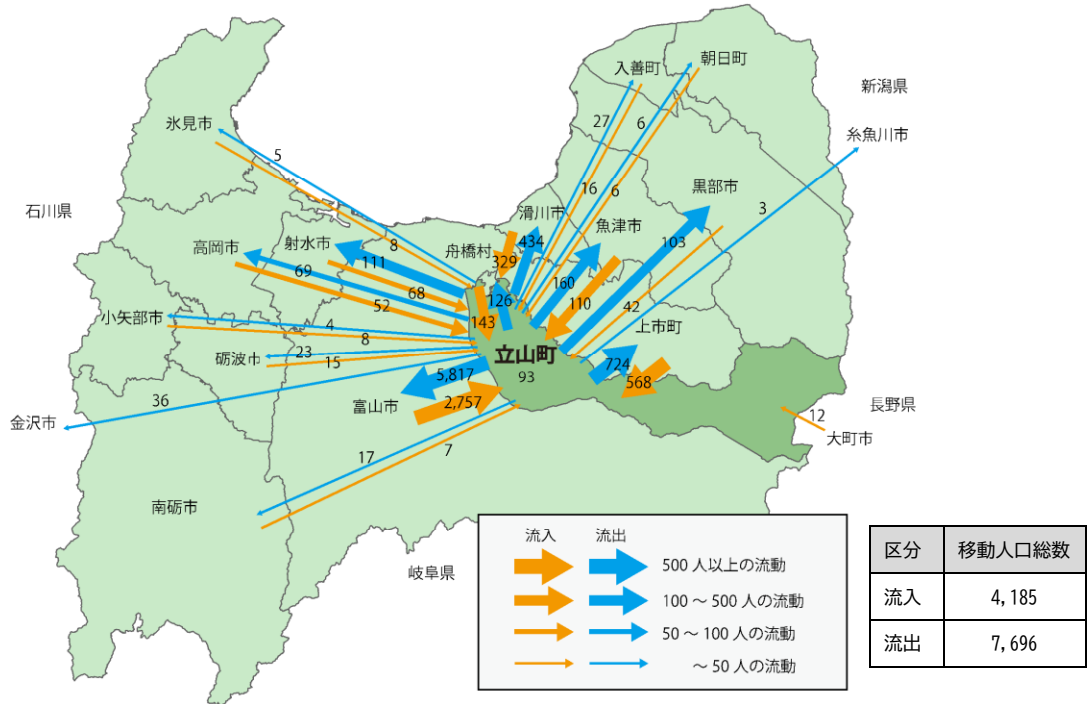 朝日町
入善町
新潟県
氷見市
糸魚川市
27
6
5
黒部市
16
6
3
石川県
滑川市
魚津市
高岡市
射水市
舟橋村
434
103
111
8
329
69
68
160
126
110
42
52
小矢部市
143
上市町
4
8
立山町
砺波市
23
15
93
724
5,817
568
36
富山市
2,757
長野県
金沢市
12
大町市
17
7
南砺市
岐阜県
流入
流出
500 人以上の流動
100 ～ 500 人の流動
50 ～ 100 人の流動
～ 50 人の流動
区分 移動人口総数
流入 4,185
流出 7,696